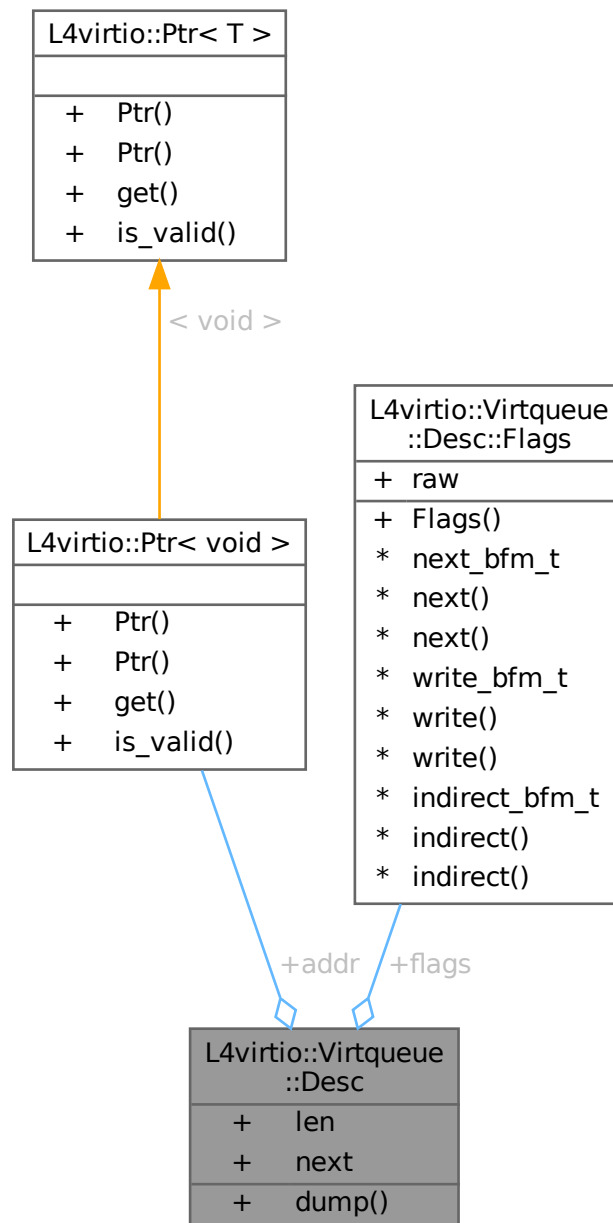 L4virtio::Ptr< T >
+ Ptr()
+ Ptr()
+ get()
+ is_valid()
< void >
L4virtio::Ptr< void >
+ Ptr()
+ Ptr()
+ get()
+ is_valid()
L4virtio::Virtqueue
::Desc::Flags
+ raw
+ Flags()
* next_bfm_t
* next()
* next()
* write_bfm_t
* write()
* write()
* indirect_bfm_t
* indirect()
* indirect()
+addr
+flags
L4virtio::Virtqueue
::Desc
+ len
+ next
+ dump()